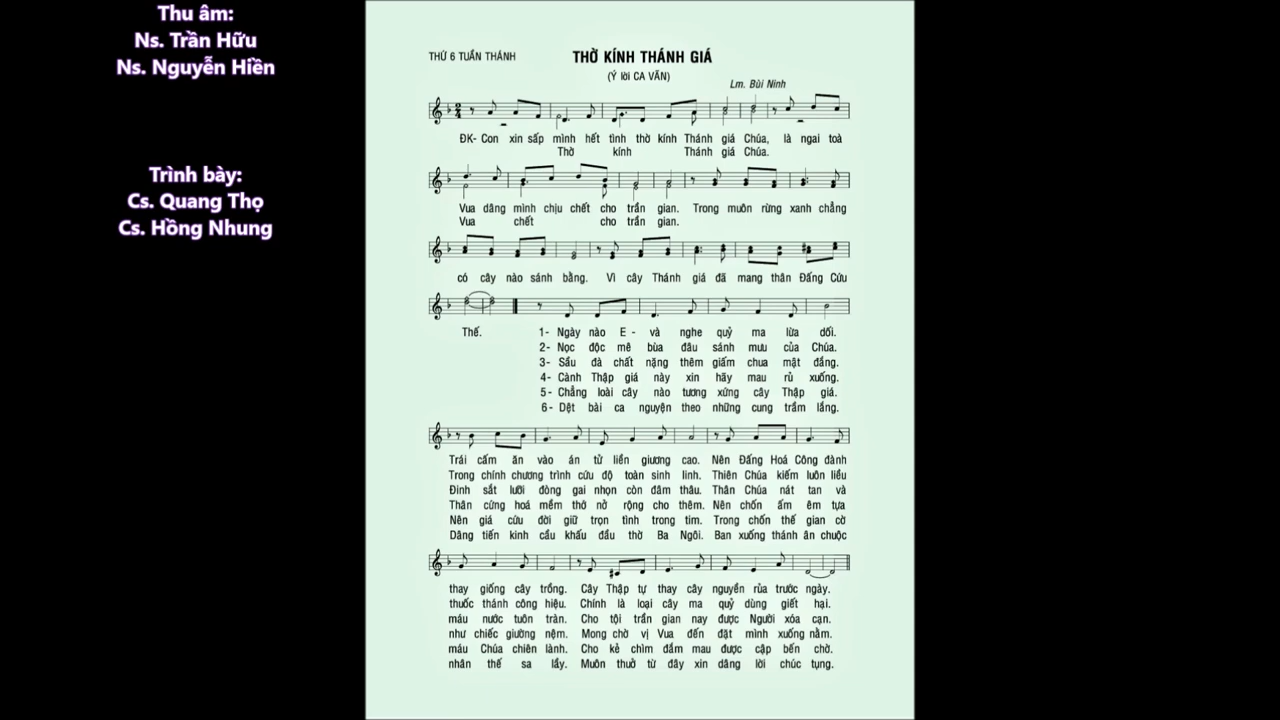 Thu âm:
Ns. Trần Hữu
Ns. Nguyễn Hiền
Trình bày:
Cs. Quang Thọ
Cs. Hồng Nhung
THỨ 6 TUẦN THÁNH
THỜ KÍNH THÁNH GIÁ
(Ý lời CA VÃN)
Lm. Bùi Ninh
ĐK- Con xin sấp mình hết tình thờ kính Thánh giá Chúa, là ngai toà
Thờ kính Thánh giá Chúa.
Vua dâng mình chịu chết cho trần gian. Trong muôn rừng xanh chẳng
Vua chết cho trần gian.
có cây nào sánh bằng. Vì cây Thánh giá đã mang thân Đấng Cứu
Thế.
1- Ngày nào E - và nghe quỷ ma lừa dối.
2- Nọc độc mê bùa đâu sánh mưu của Chúa.
3- Sầu đà chất nặng thêm giấm chua mật đắng.
4- Cành Thập giá này xin hãy mau rủ xuống.
5- Chẳng loài cây nào tương xứng cây Thập giá.
6- Dệt bài ca nguyện theo những cung trầm lắng.
Trái cấm ăn vào án tử liền giương cao. Nên Đấng Hoá Công đành
Trong chính chương trình cứu độ toàn sinh linh. Thiên Chúa kiếm luôn liều
Đinh sắt lưỡi đòng gai nhọn còn đâm thâu. Thân Chúa nát tan và
Thân cứng hoá mềm thớ nở rộng cho thêm. Nên chốn ấm êm tựa
Nên giá cứu đời giữ trọn tình trong tim. Trong chốn thế gian cờ
Dâng tiến kinh cầu khấu đầu thờ Ba Ngôi. Ban xuống thánh ân chuộc
thay giống cây trồng. Cây Thập tự thay cây nguyền rủa trước ngày.
thuốc thánh công hiệu. Chính là loại cây ma quỷ dùng giết hại.
máu nước tuôn tràn. Cho tội trần gian nay được Người xóa cạn.
như chiếc giường nệm. Mong chờ vị Vua đến đặt mình xuống nằm.
máu Chúa chiên lành. Cho kẻ chìm đắm mau được cập bến chờ.
nhân thế sa lầy. Muôn thuở từ đây xin dâng lời chúc tụng.